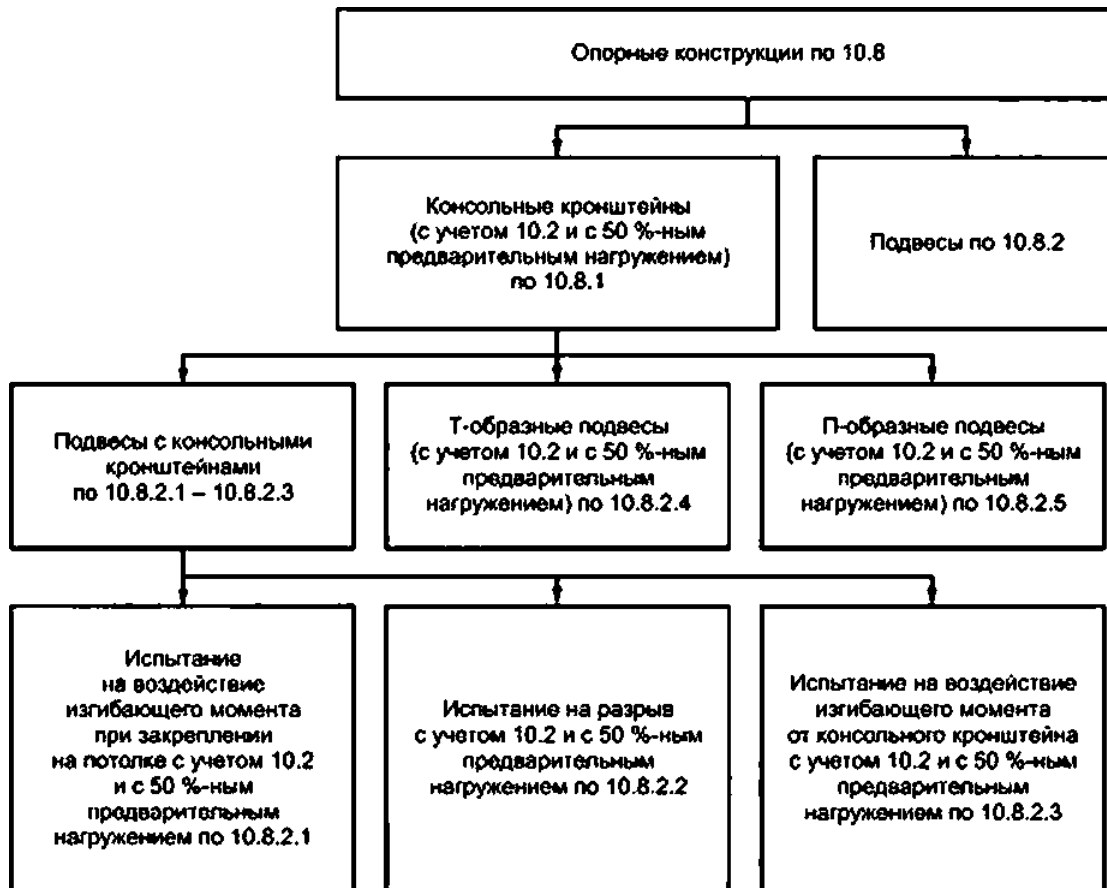 Опорные конструкции по 10.8
Консольные кронштейны
(с учетом 10.2 и с 50 %-ным
предварительным нагружением)
по 10.8.1
Подвесы по 10.8.2
Подвесы с консольными
кронштейнами
по 10.8.2.1 – 10.8.2.3
Т-образные подвесы
(с учетом 10.2 и с 50 %-ным
предварительным
нагружением) по 10.8.2.4
П-образные подвесы
(с учетом 10.2 и с 50 %-ным
предварительным
нагружением) по 10.8.2.5
Испытание
на воздействие
изгибающего момента
при закреплении
на потолке с учетом 10.2
и с 50 %-ным
предварительным
нагружением по 10.8.2.1
Испытание на разрыв
с учетом 10.2 и с 50 %-ным
предварительным
нагружением по 10.8.2.2
Испытание на воздействие
изгибающего момента
от консольного кронштейна
с учетом 10.2 и с 50 %-ным
предварительным
нагружением по 10.8.2.3